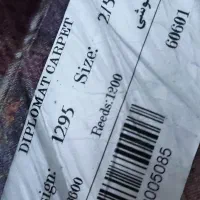 DIPLOMAT CARPET
1295
Size: 2/5
Reeds:1200
60601
005085